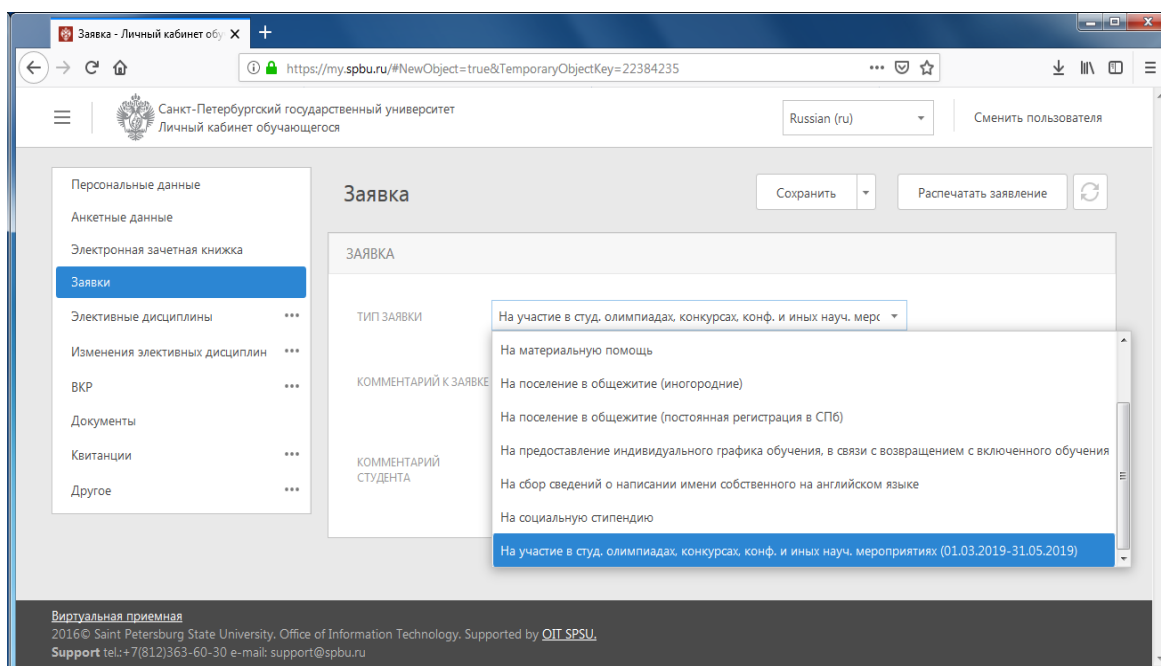 Заявка - Личный кабинет обу
https://my.spbu.ru/#NewObject=true&TemporaryObjectKey=22384235
Санкт-Петербургский государственный университет
Личный кабинет обучающегося
Russian (ru)
Сменить пользователя
Персональные данные
Анкетные данные
Электронная зачетная книжка
Заявки
Элективные дисциплины
Изменения элективных дисциплин
ВКР
Документы
Квитанции
Другое
Заявка
Сохранить
Распечатать заявление
ЗАЯВКА
ТИП ЗАЯВКИ
На участие в студ. олимпиадах, конкурсах, конф. и иных науч. мерс
КОММЕНТАРИЙ К ЗАЯВКЕ
КОММЕНТАРИЙ
СТУДЕНТА
На материальную помощь
На поселение в общежитие (иногородние)
На поселение в общежитие (постоянная регистрация в СПб)
На предоставление индивидуального графика обучения, в связи с возвращением с включенного обучения
На сбор сведений о написании имени собственного на английском языке
На социальную стипендию
На участие в студ. олимпиадах, конкурсах, конф. и иных науч. мероприятиях (01.03.2019-31.05.2019)
Виртуальная приемная
2016© Saint Petersburg State University. Office of Information Technology. Supported by OIT SPSU.
Support tel.:+7(812)363-60-30 e-mail: support@spbu.ru